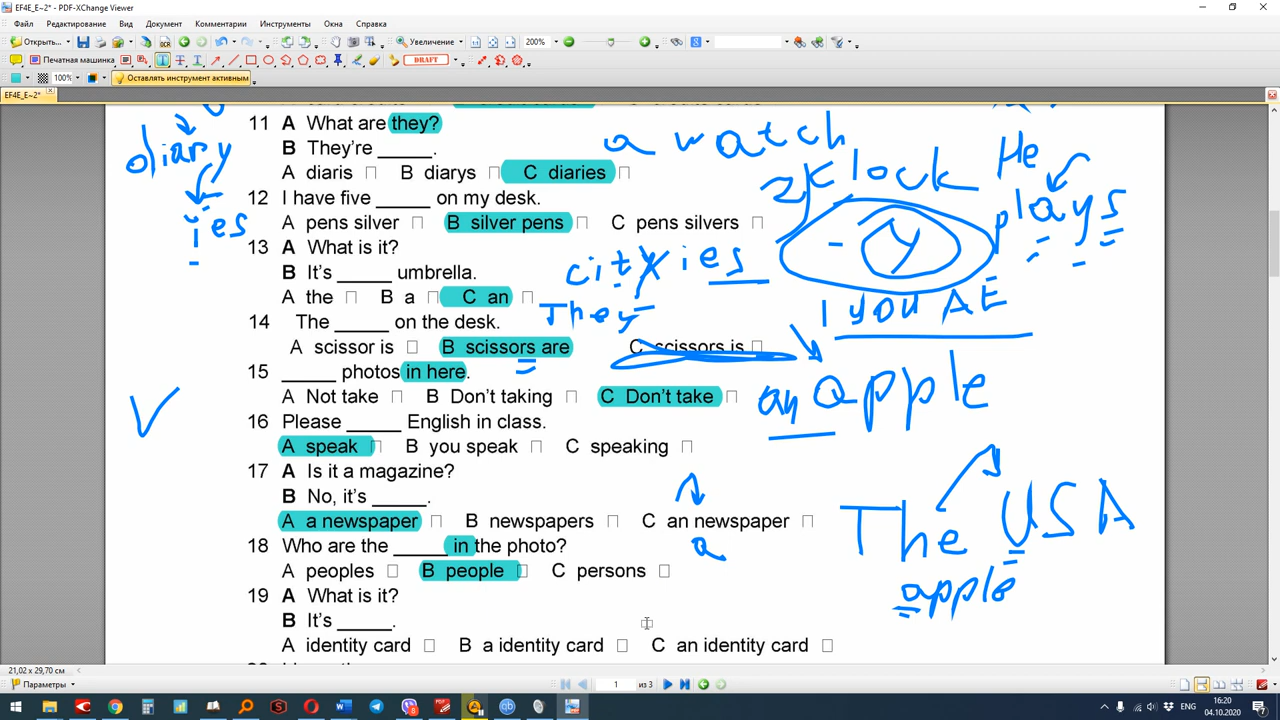 EF4E_E~2* - PDF-XChange Viewer
Файл Редактирование Вид Документ Комментарии Инструменты Окна Справка
Открыть... OCR Увеличение 200%
Печатная машинка DRAFT
100% Оставлять инструмент активным
EF4E_E~2*
11 A What are they?
B They're _____.
A diaris B diarys C diaries
12 I have five _____ on my desk.
A pens silver B silver pens C pens silvers
13 A What is it?
B It's _____ umbrella.
A the B a C an
14 The _____ on the desk.
A scissor is B scissors are C scissors is
15 _____ photos in here.
A Not take B Don't taking C Don't take
16 Please _____ English in class.
A speak B you speak C speaking
17 A Is it a magazine?
B No, it's _____.
A a newspaper B newspapers C an newspaper
18 Who are the _____ in the photo?
A peoples B people C persons
19 A What is it?
B It's _____.
A identity card B a identity card C an identity card
diary
ies
a watch
lock
He
plays
- y
city ies
They
I YOU A E
an apple
The USA
apple
a
21,02 x 29,70 см
Параметры 1 из 3
ENG 16:20
04.10.2020